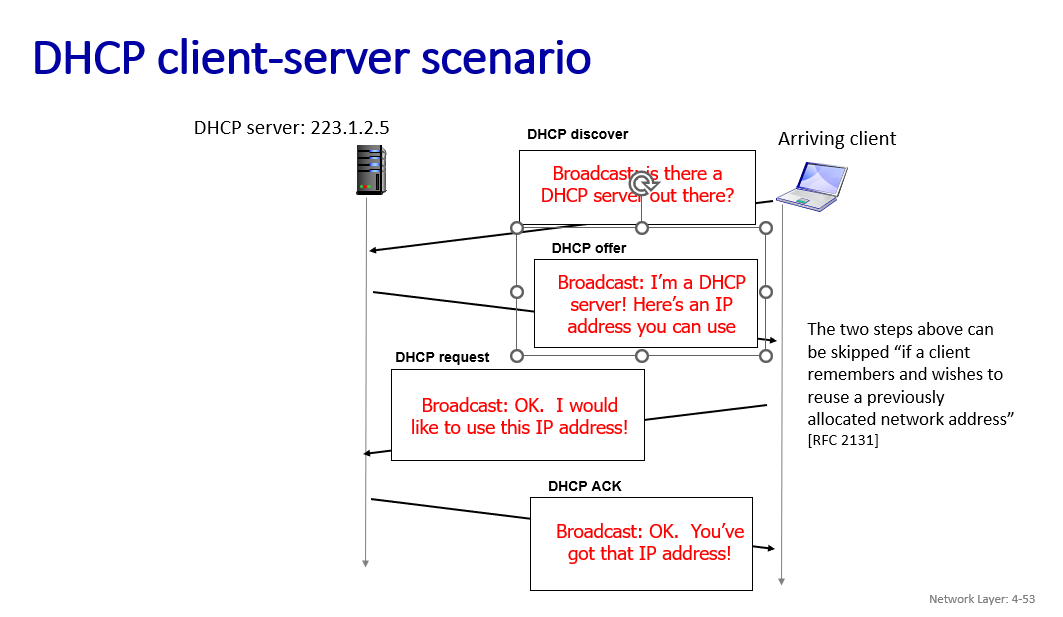 DHCP client-server scenario
DHCP server: 223.1.2.5
DHCP discover
Arriving client
Broadcast: is there a
DHCP server out there?
DHCP offer
Broadcast: I’m a DHCP
server! Here’s an IP
address you can use
The two steps above can
be skipped “if a client
remembers and wishes to
reuse a previously
allocated network address”
[RFC 2131]
DHCP request
Broadcast: OK.  I would
like to use this IP address!
DHCP ACK
Broadcast: OK.  You’ve
got that IP address!
Network Layer: 4-53